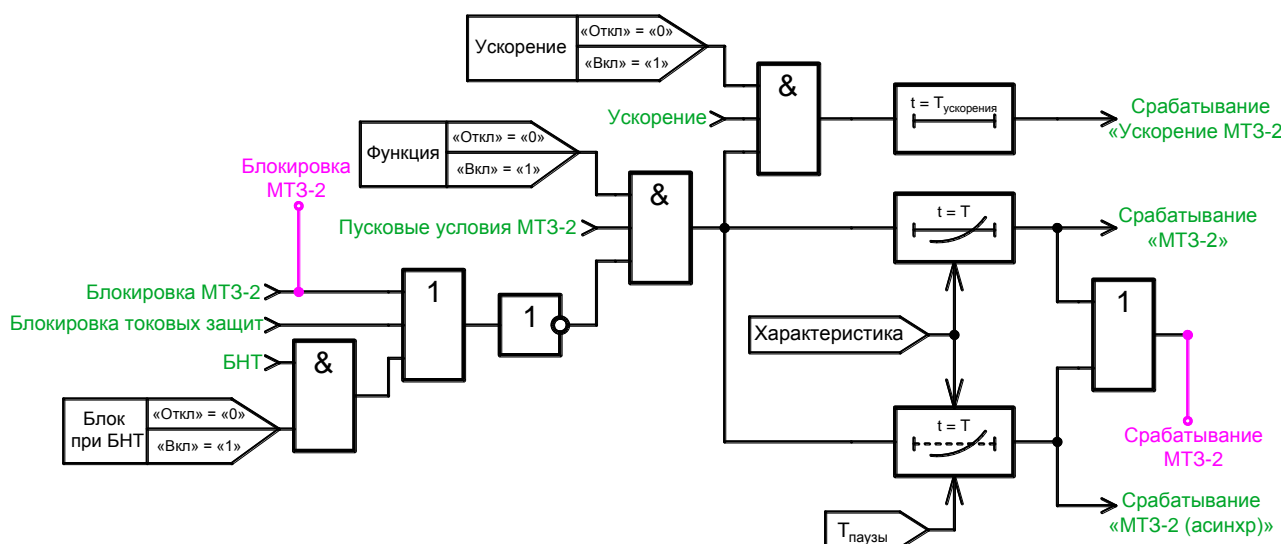 Ускорение
«Откл» = «0»
«Вкл» = «1»
&
t = Tускорения
Ускорение
Срабатывание
«Ускорение МТЗ-2
Функция
«Откл» = «0»
«Вкл» = «1»
Блокировка
МТЗ-2
&
t = T
Пусковые условия МТЗ-2
Срабатывание
«МТЗ-2»
Блокировка МТЗ-2
1
1
1
Блокировка токовых защит
Характеристика
БНТ
&
Блок
при БНТ
«Откл» = «0»
«Вкл» = «1»
t = T
Срабатывание
МТЗ-2
Срабатывание
«МТЗ-2 (асинхр)»
Tпаузы